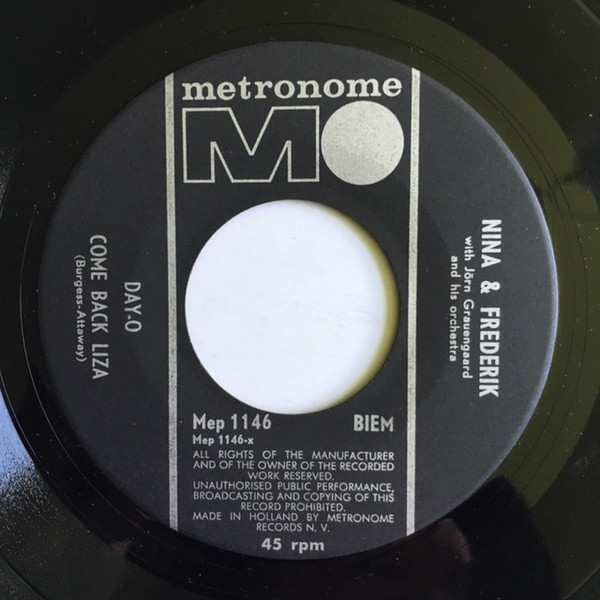 metronome
MO
DAY-O
COME BACK LIZA
(Burgess-Attaway)
NINA & FREDERIK
with Jörn Grauengaard
and his orchestra
Mep 1146 BIEM
Mep 1146-x
ALL RIGHTS OF THE MANUFACTURER
AND OF THE OWNER OF THE RECORDED
WORK RESERVED.
UNAUTHORISED PUBLIC PERFORMANCE,
BROADCASTING AND COPYING OF THIS
RECORD PROHIBITED.
MADE IN HOLLAND BY METRONOME
RECORDS N. V.
45 rpm